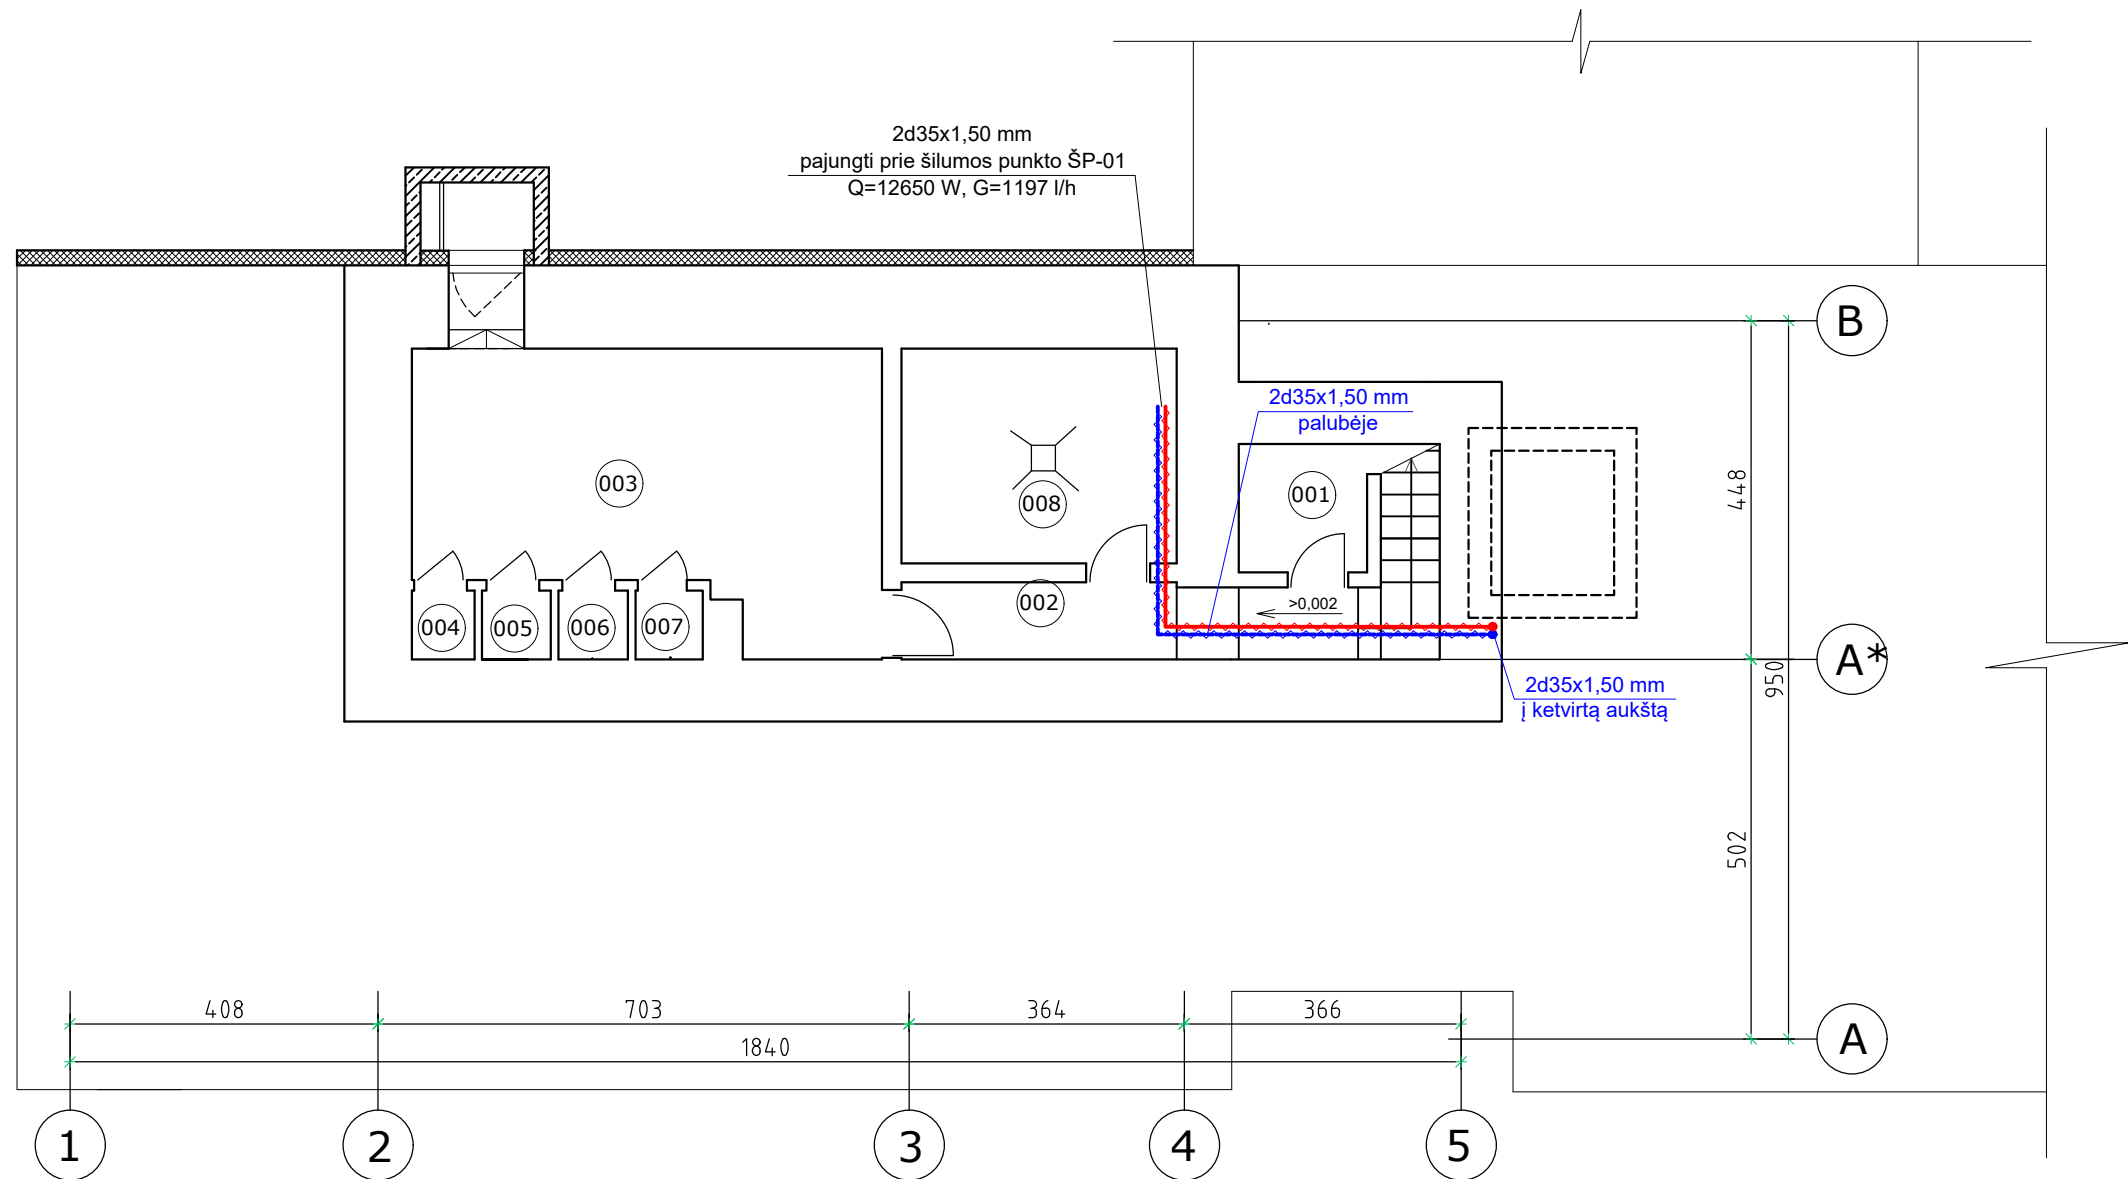 2d35x1,50 mm
pajungti prie šilumos punkto ŠP-01
Q=12650 W, G=1197 l/h
B
2d35x1,50 mm
palubėje
448
003
001
008
002
>0,002
004
005
006
007
A*
950
2d35x1,50 mm
į ketvirtą aukštą
502
408
703
364
366
1840
A
1
2
3
4
5